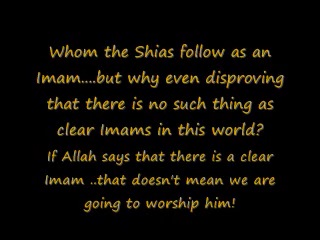 Whom the Shias follow as an
Imam....but why even disproving
that there is no such thing as
clear Imams in this world?
If Allah says that there is a clear
Imam ..that doesn't mean we are
going to worship him!